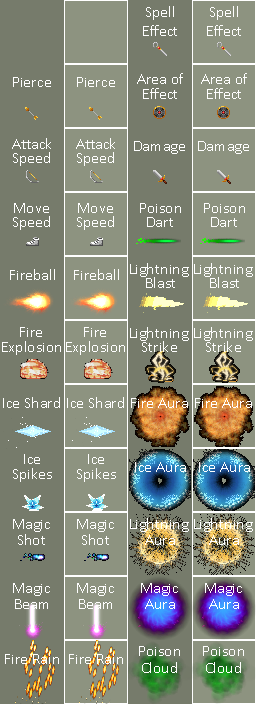 Spell Spell
Effect Effect
Pierce Pierce Area of Area of
Effect Effect
Attack Attack Damage Damage
Speed Speed
Move Move Poison Poison
Speed Speed Dart Dart
Fireball Fireball Lightning Lightning
Blast Blast
Fire Fire Lightning Lightning
Explosion Explosion Strike Strike
Ice Shard Ice Shard Fire Aura Fire Aura
Ice Ice Ice Aura Ice Aura
Spikes Spikes
Magic Magic Lightning Lightning
Shot Shot Aura Aura
Magic Magic Magic Magic
Beam Beam Aura Aura
Fire Rain Fire Rain Poison Poison
Cloud Cloud